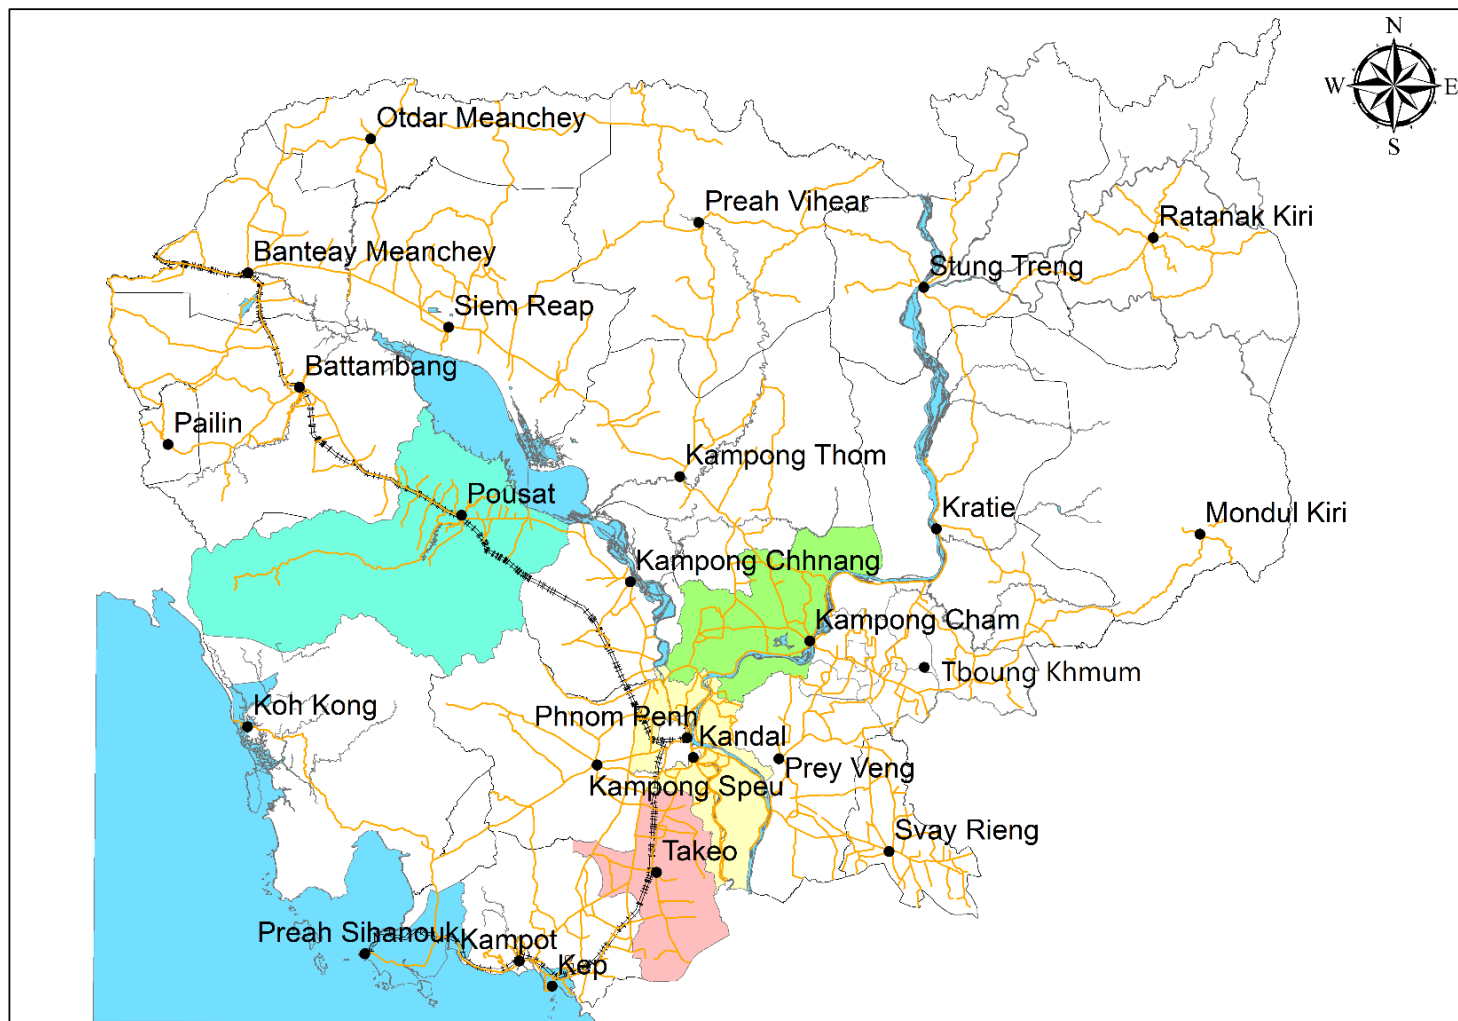 N
W E
S
Otdar Meanchey
Preah Vihear
Ratanak Kiri
Banteay Meanchey
Stung Treng
Siem Reap
Battambang
Pailin
Kampong Thom
Pousat
Kratie
Mondul Kiri
Kampong Chhnang
Kampong Cham
Tboung Khmum
Koh Kong
Phnom Penh
Kandal
Prey Veng
Kampong Speu
Svay Rieng
Takeo
Preah Sihanouk
Kampot
Kep